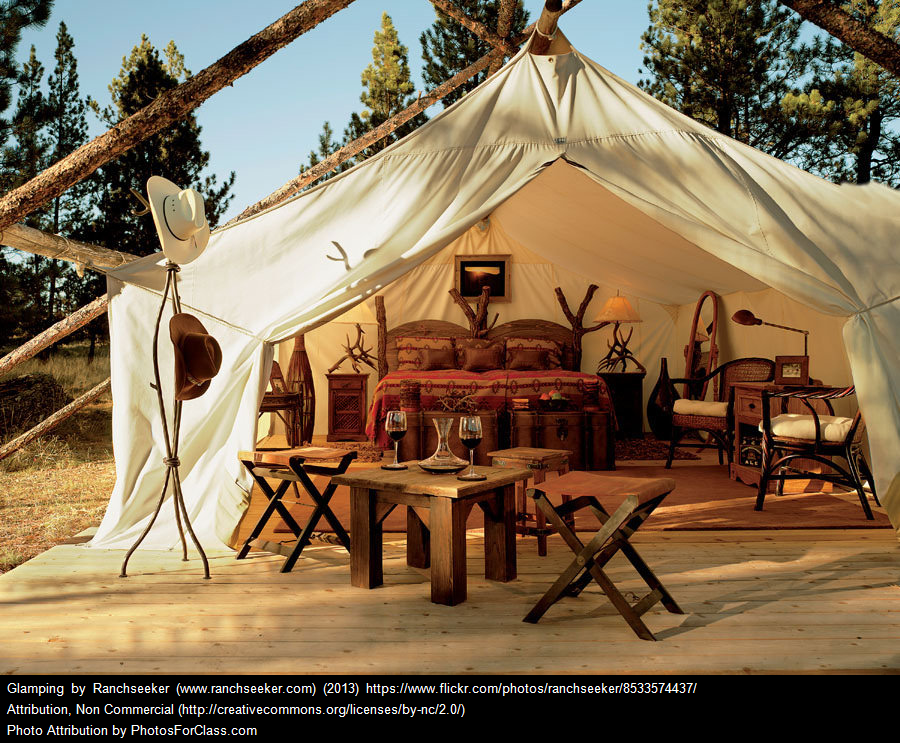 Glamping by Ranchseeker (www.ranchseeker.com) (2013) https://www.flickr.com/photos/ranchseeker/8533574437/
Attribution, Non Commercial (http://creativecommons.org/licenses/by-nc/2.0/)
Photo Attribution by PhotosForClass.com